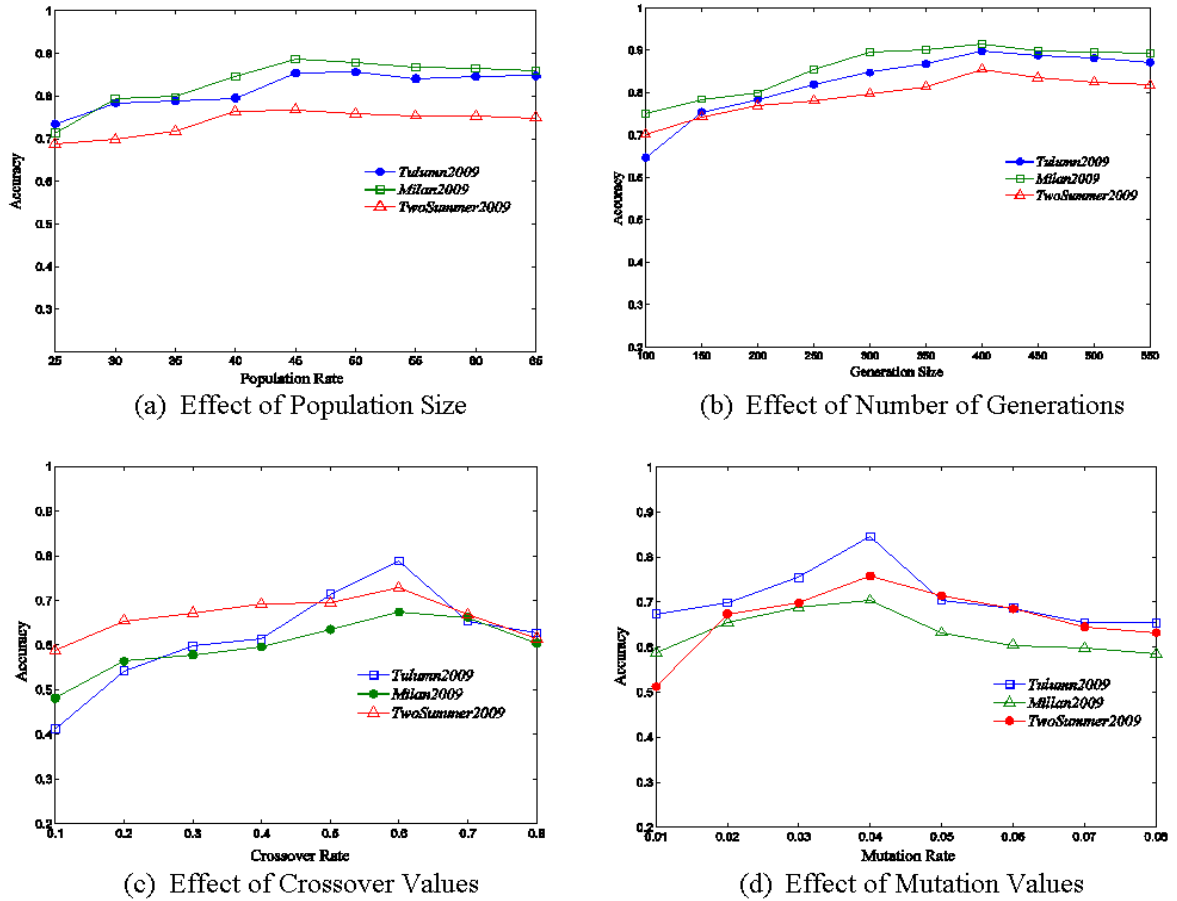 1
0.9
0.8
0.7
0.6
0.5
0.4
0.3
Accuracy
Tulumn2009
Milan2009
TwoSummer2009
25 30 35 40 45 50 55 60 65
Population Rate
(a) Effect of Population Size
1
0.9
0.8
0.7
0.6
0.5
0.4
0.3
0.2
Accuracy
Tulumn2009
Milan2009
TwoSummer2009
100 150 200 250 300 350 400 450 500 550
Generation Size
(b) Effect of Number of Generations
1
0.9
0.8
0.7
0.6
0.5
0.4
0.3
0.2
Accuracy
Tulumn2009
Milan2009
TwoSummer2009
0.1 0.2 0.3 0.4 0.5 0.6 0.7 0.8
Crossover Rate
(c) Effect of Crossover Values
1
0.9
0.8
0.7
0.6
0.5
0.4
0.3
0.2
Accuracy
Tulumn2009
Millan2009
TwoSummer2009
0.01 0.02 0.03 0.04 0.05 0.06 0.07 0.08
Mutation Rate
(d) Effect of Mutation Values